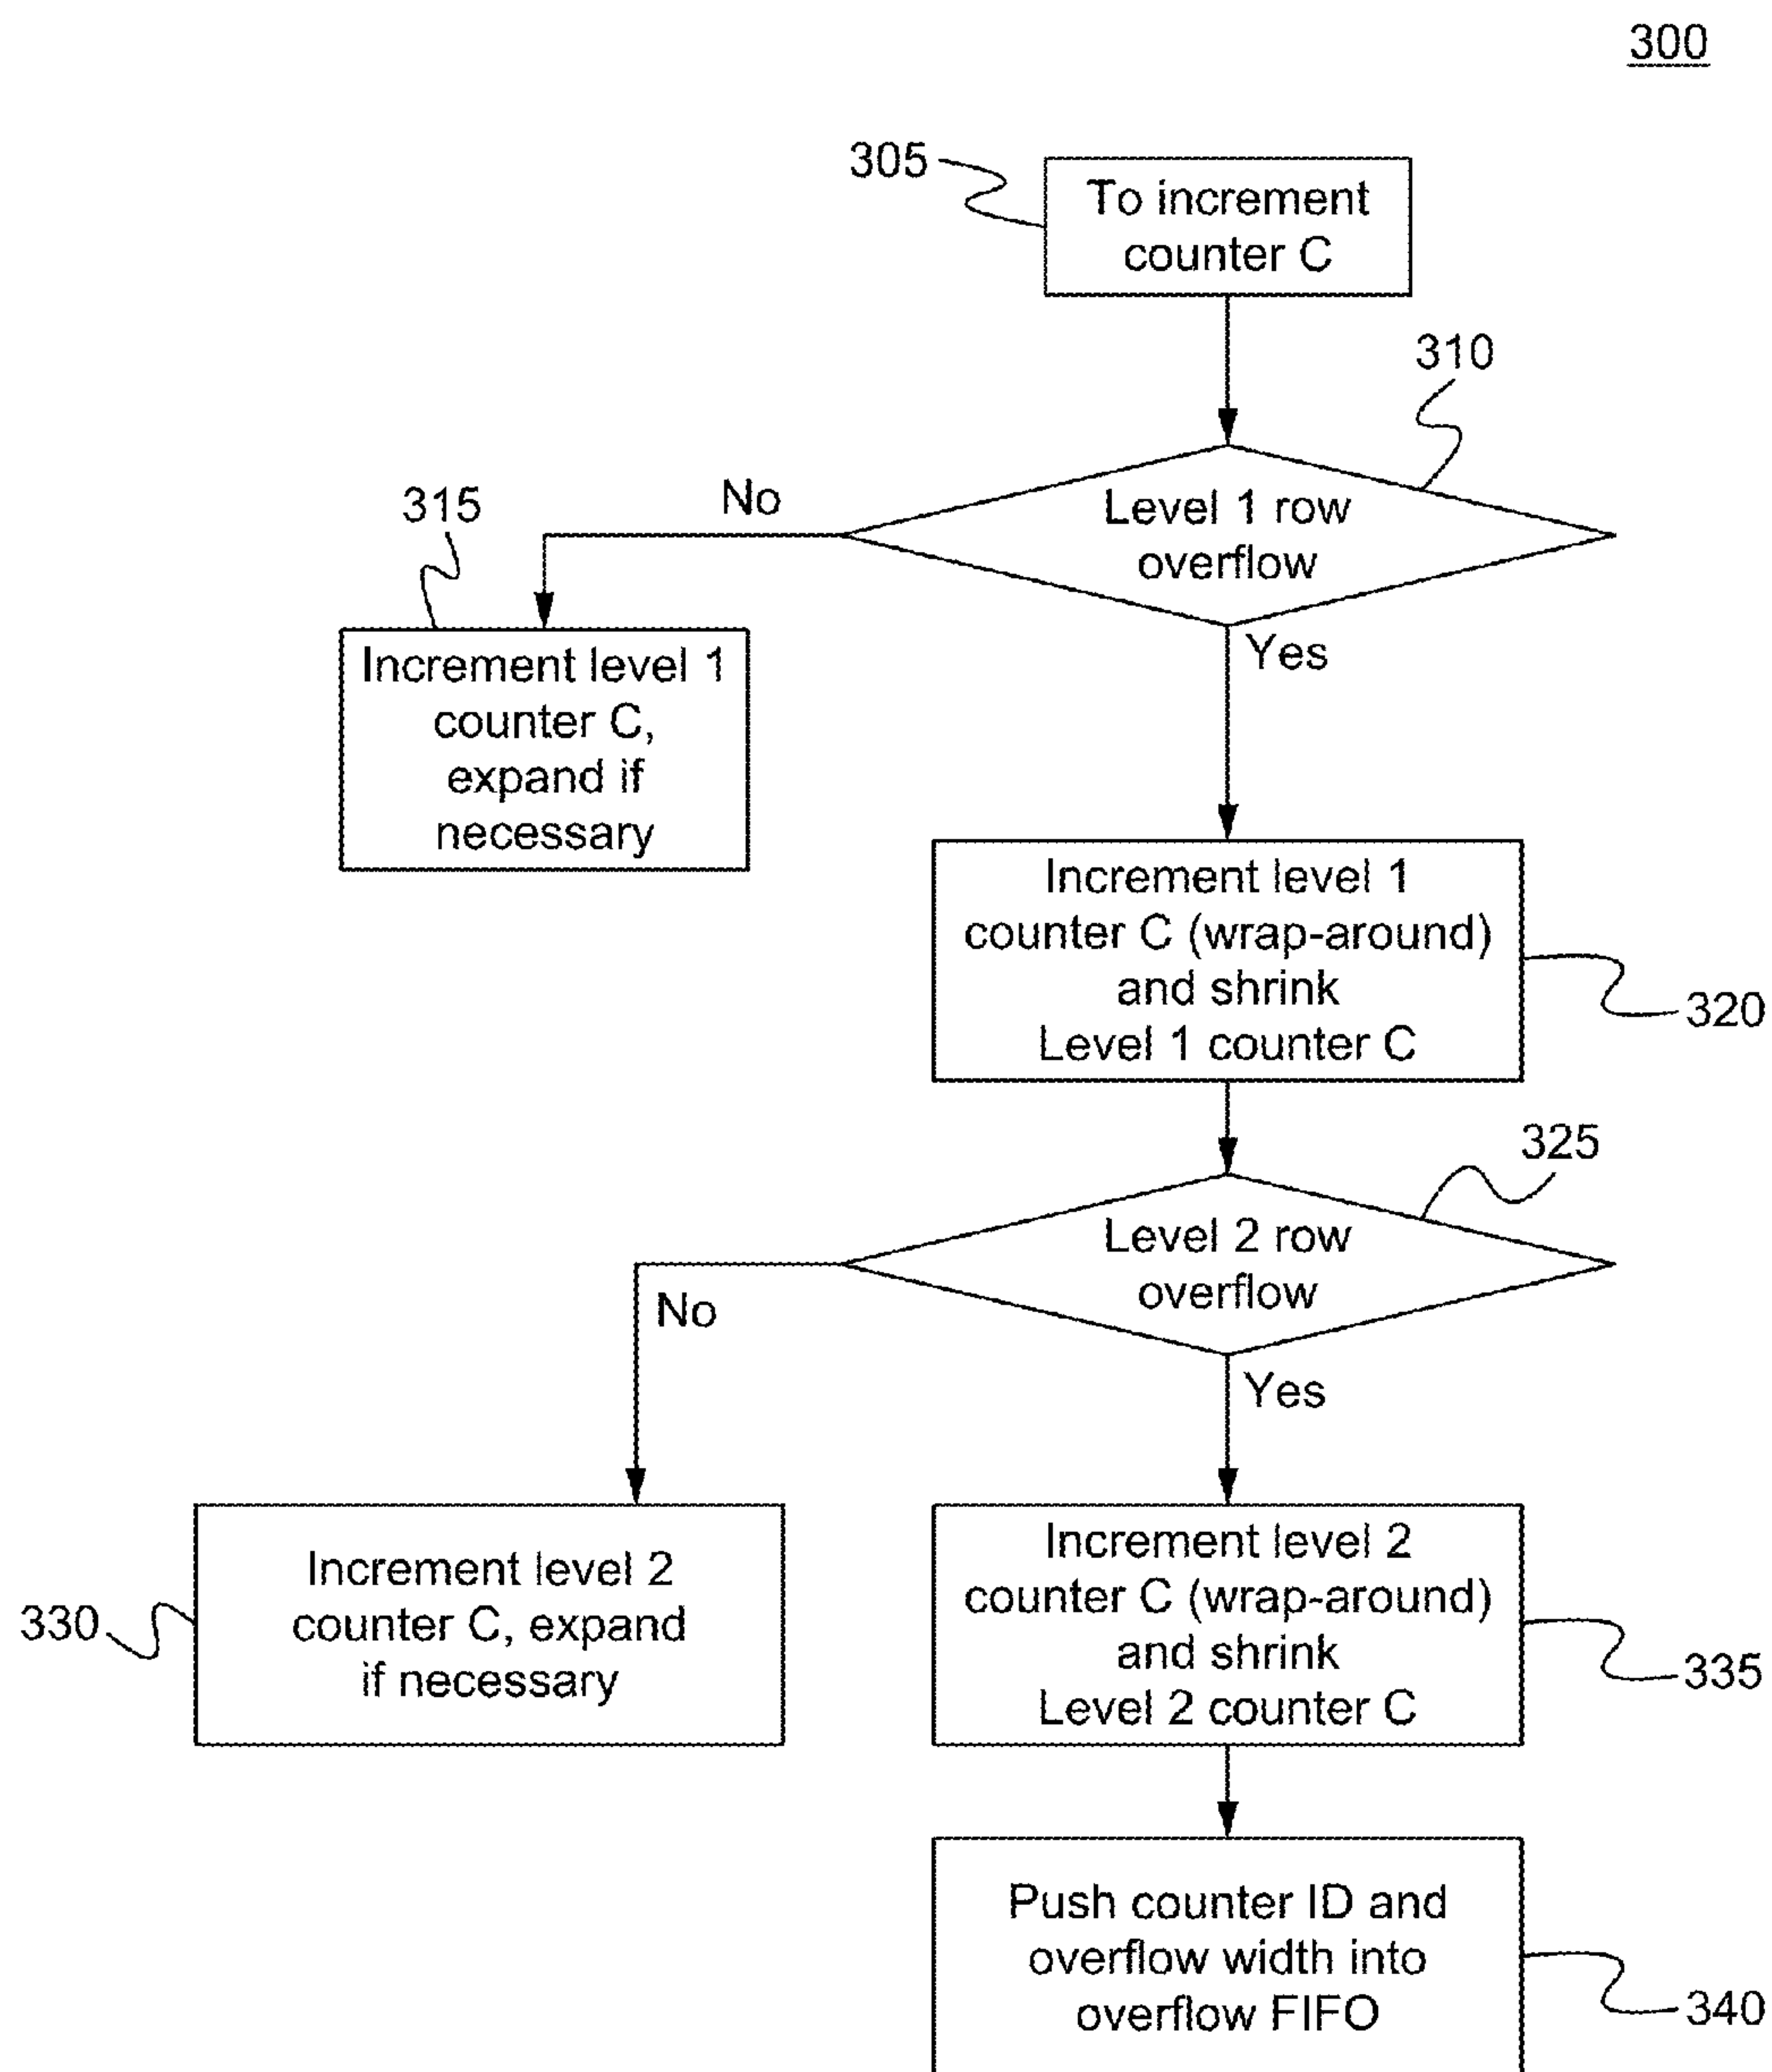 300
305
To increment
counter C
310
Level 1 row
overflow
No
315
Yes
Increment level 1
counter C,
expand if
necessary
Increment level 1
counter C (wrap-around)
and shrink
Level 1 counter C
320
325
Level 2 row
overflow
No
Yes
Increment level 2
counter C, expand
if necessary
330
Increment level 2
counter C (wrap-around)
and shrink
Level 2 counter C
335
Push counter ID and
overflow width into
overflow FIFO
340